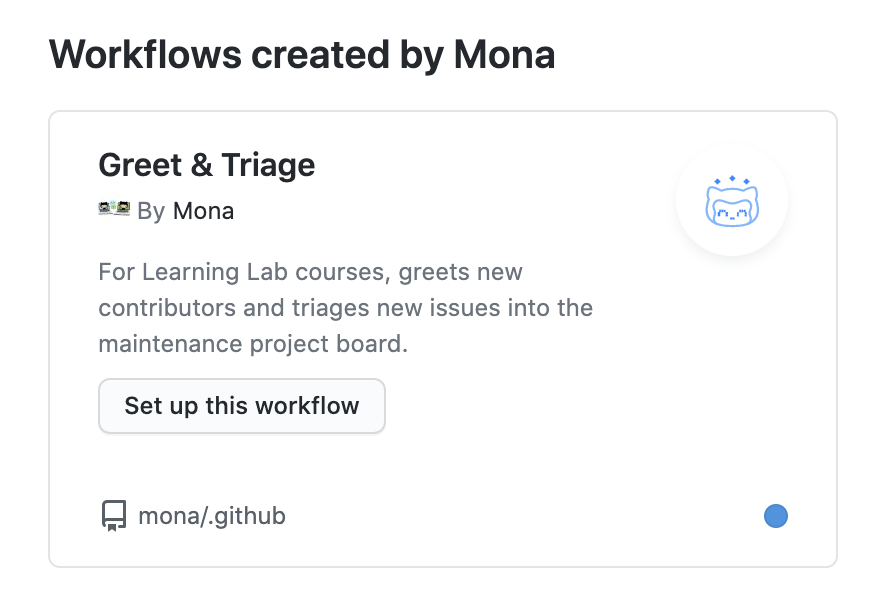 Workflows created by Mona
Greet & Triage
By Mona
For Learning Lab courses, greets new
contributors and triages new issues into the
maintenance project board.
Set up this workflow
mona/.github